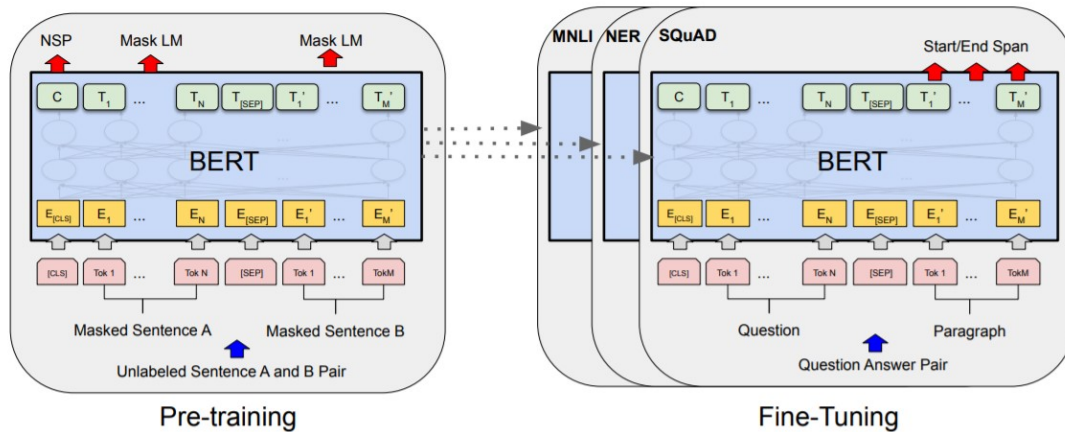 NSP Mask LM Mask LM
C T1 ... TN T[SEP] T1' ... TM'
BERT
E[CLS] E1 ... EN E[SEP] E1' ... EM'
[CLS] Tok 1 ... Tok N [SEP] Tok 1 ... TokM
Masked Sentence A Masked Sentence B
Unlabeled Sentence A and B Pair
Pre-training
MNLI NER SQuAD
Start/End Span
C T1 ... TN T[SEP] T1' ... TM'
BERT
E[CLS] E1 ... EN E[SEP] E1' ... EM'
[CLS] Tok 1 ... Tok N [SEP] Tok 1 ... TokM
Question Paragraph
Question Answer Pair
Fine-Tuning